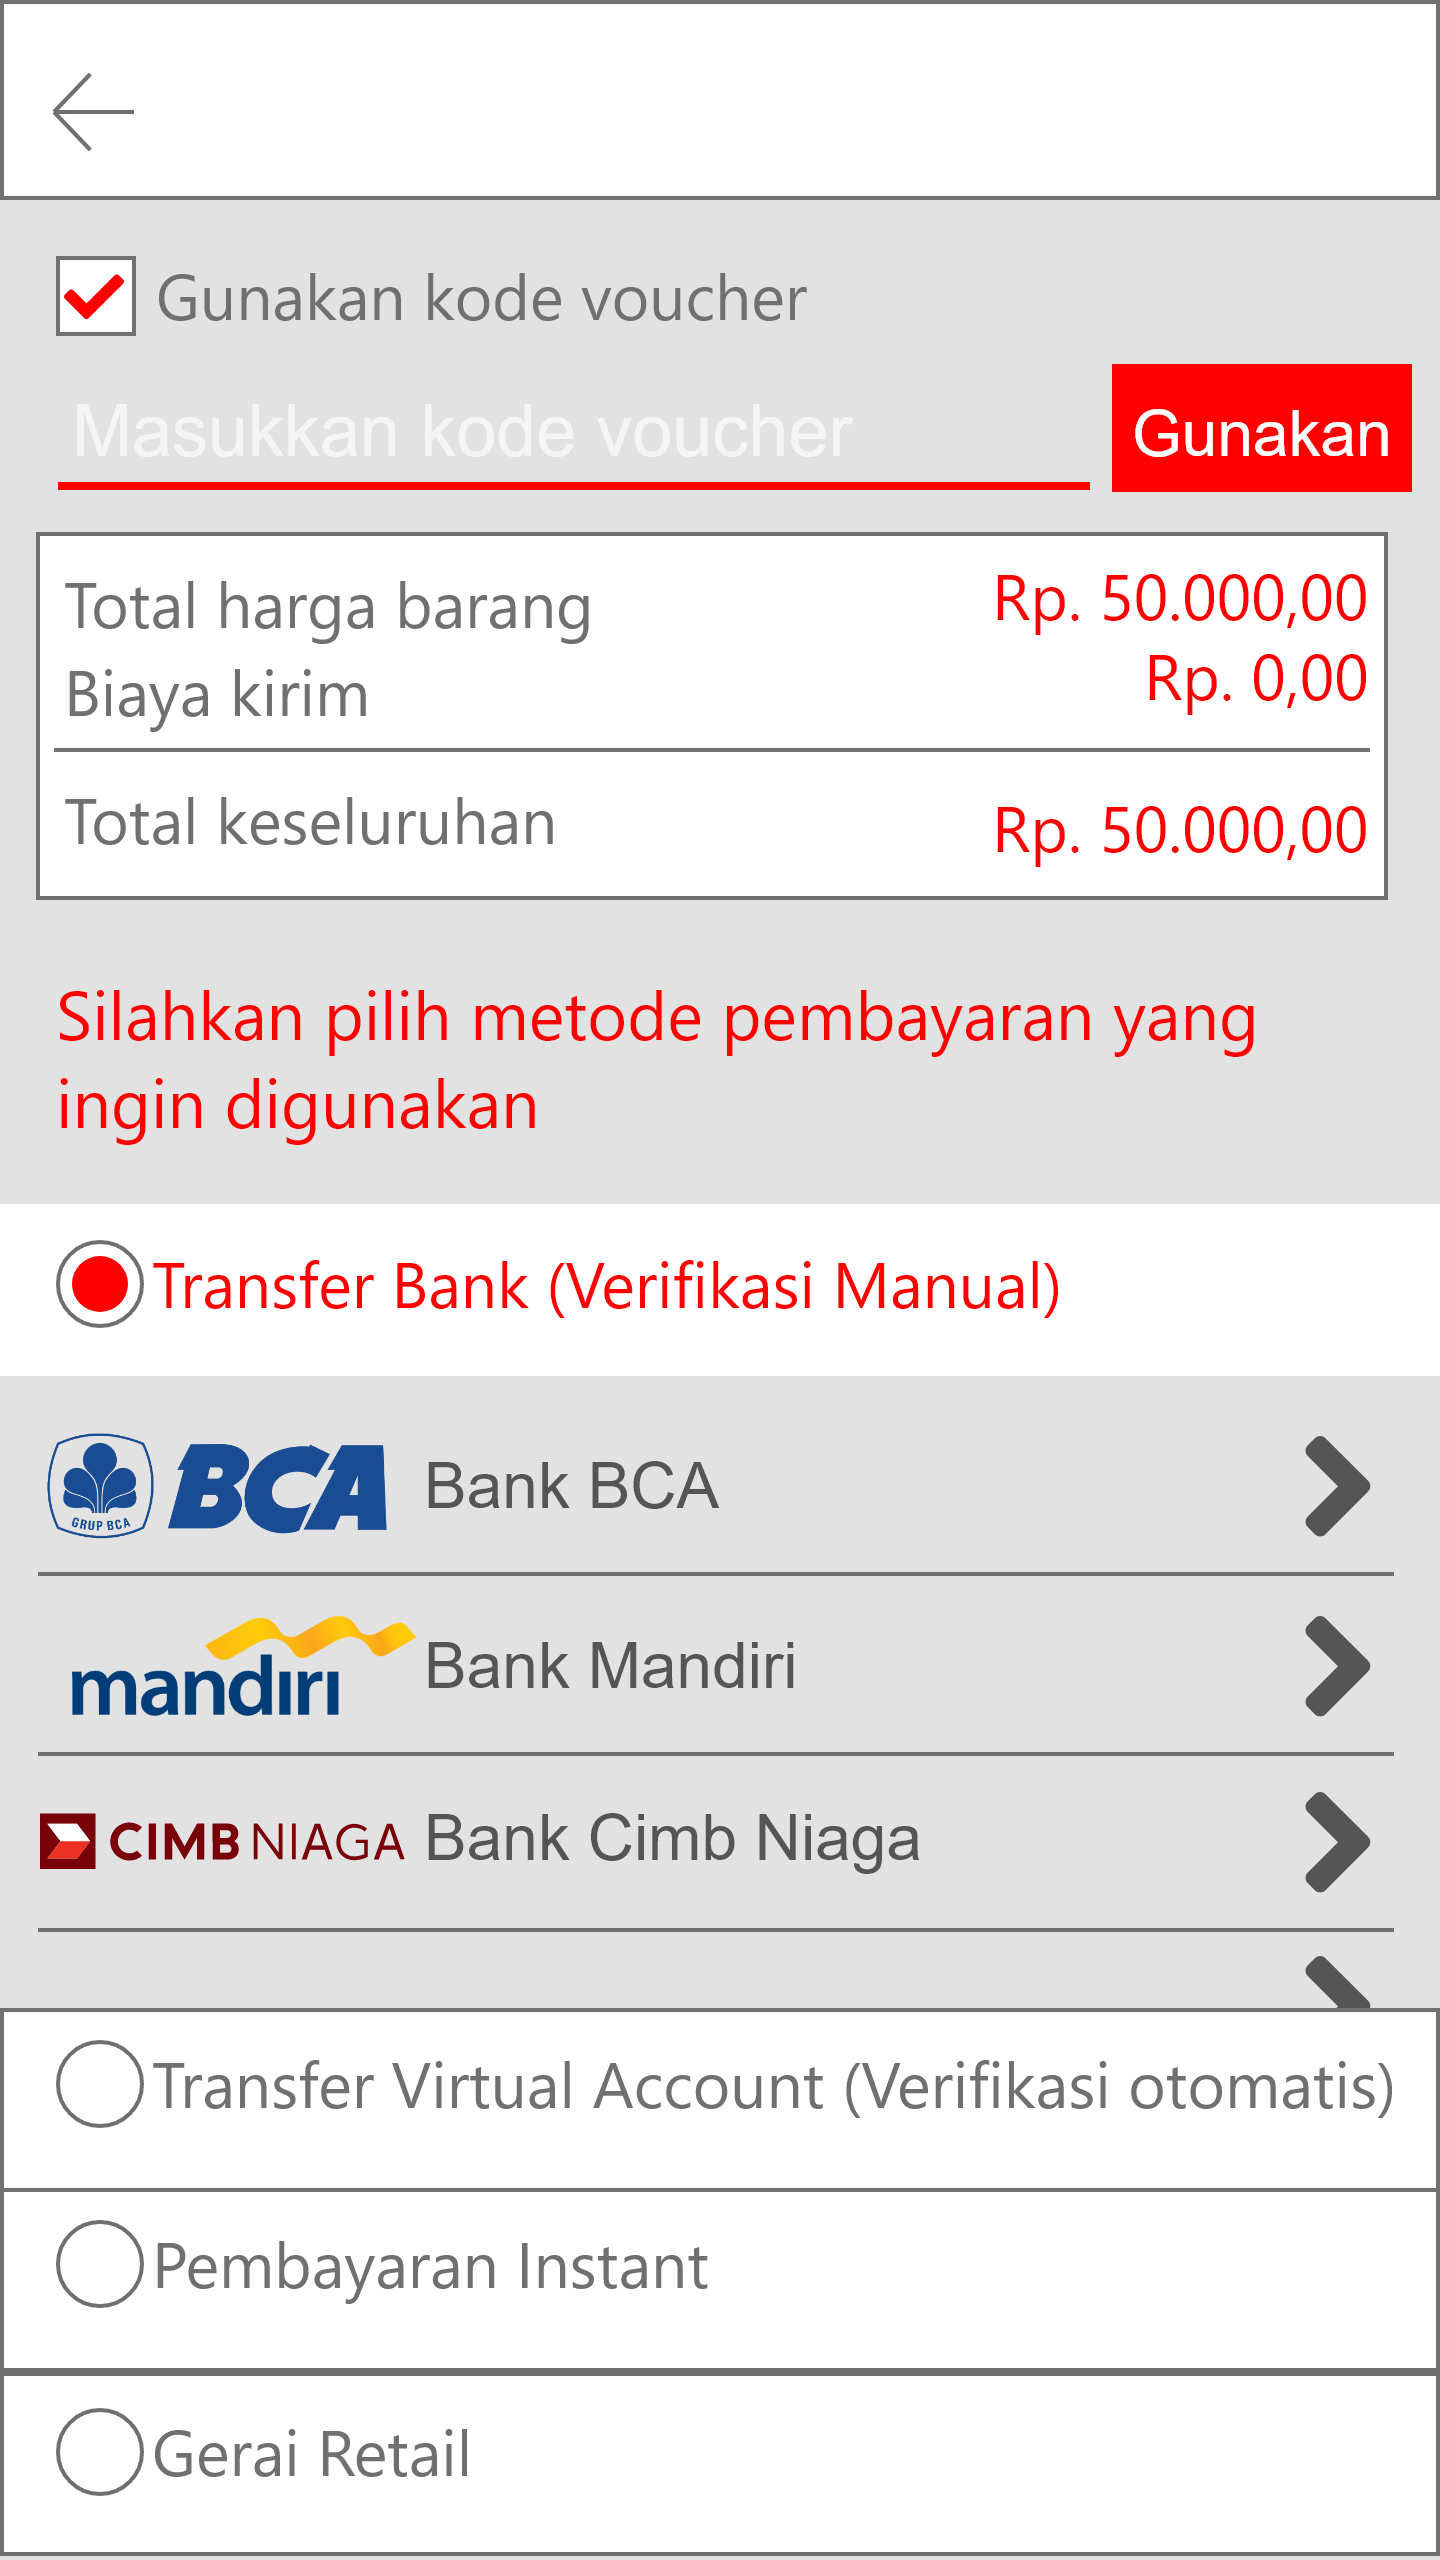 Gunakan kode voucher
Masukkan kode voucher
Gunakan
Total harga barang Rp. 50.000,00
Biaya kirim Rp. 0,00
Total keseluruhan Rp. 50.000,00
Silahkan pilih metode pembayaran yang
ingin digunakan
Transfer Bank (Verifikasi Manual)
GRUP BCA BCA Bank BCA
mandiri Bank Mandiri
CIMB NIAGA Bank Cimb Niaga
Transfer Virtual Account (Verifikasi otomatis)
Pembayaran Instant
Gerai Retail